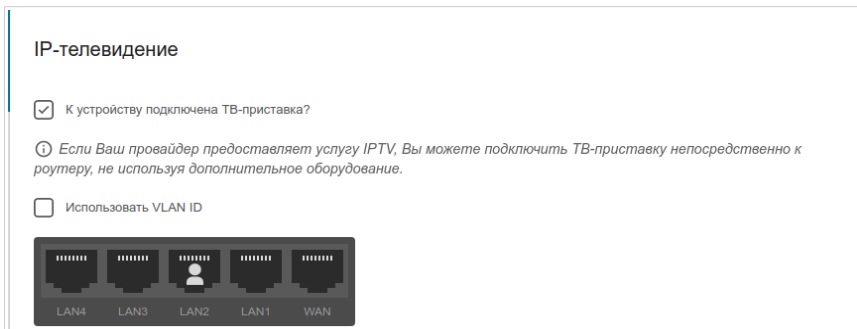 IP-телевидение
К устройству подключена ТВ-приставка?
Если Ваш провайдер предоставляет услугу IPTV, Вы можете подключить ТВ-приставку непосредственно к
роутеру, не используя дополнительное оборудование.
Использовать VLAN ID
LAN4 LAN3 LAN2 LAN1 WAN